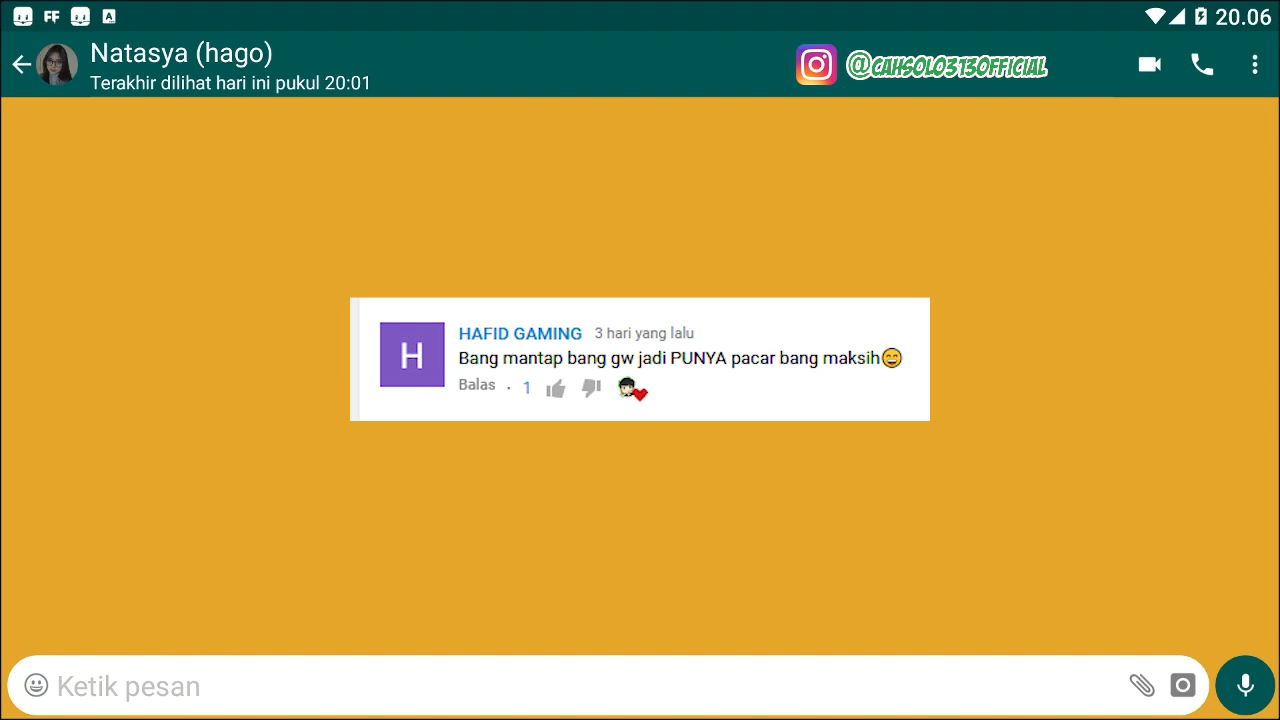 FF
A
20.06
Natasya (hago)
Terakhir dilihat hari ini pukul 20:01
@CAHSOLO313OFFICIAL
H
HAFID GAMING 3 hari yang lalu
Bang mantap bang gw jadi PUNYA pacar bang maksih😄
Balas · 1
Ketik pesan